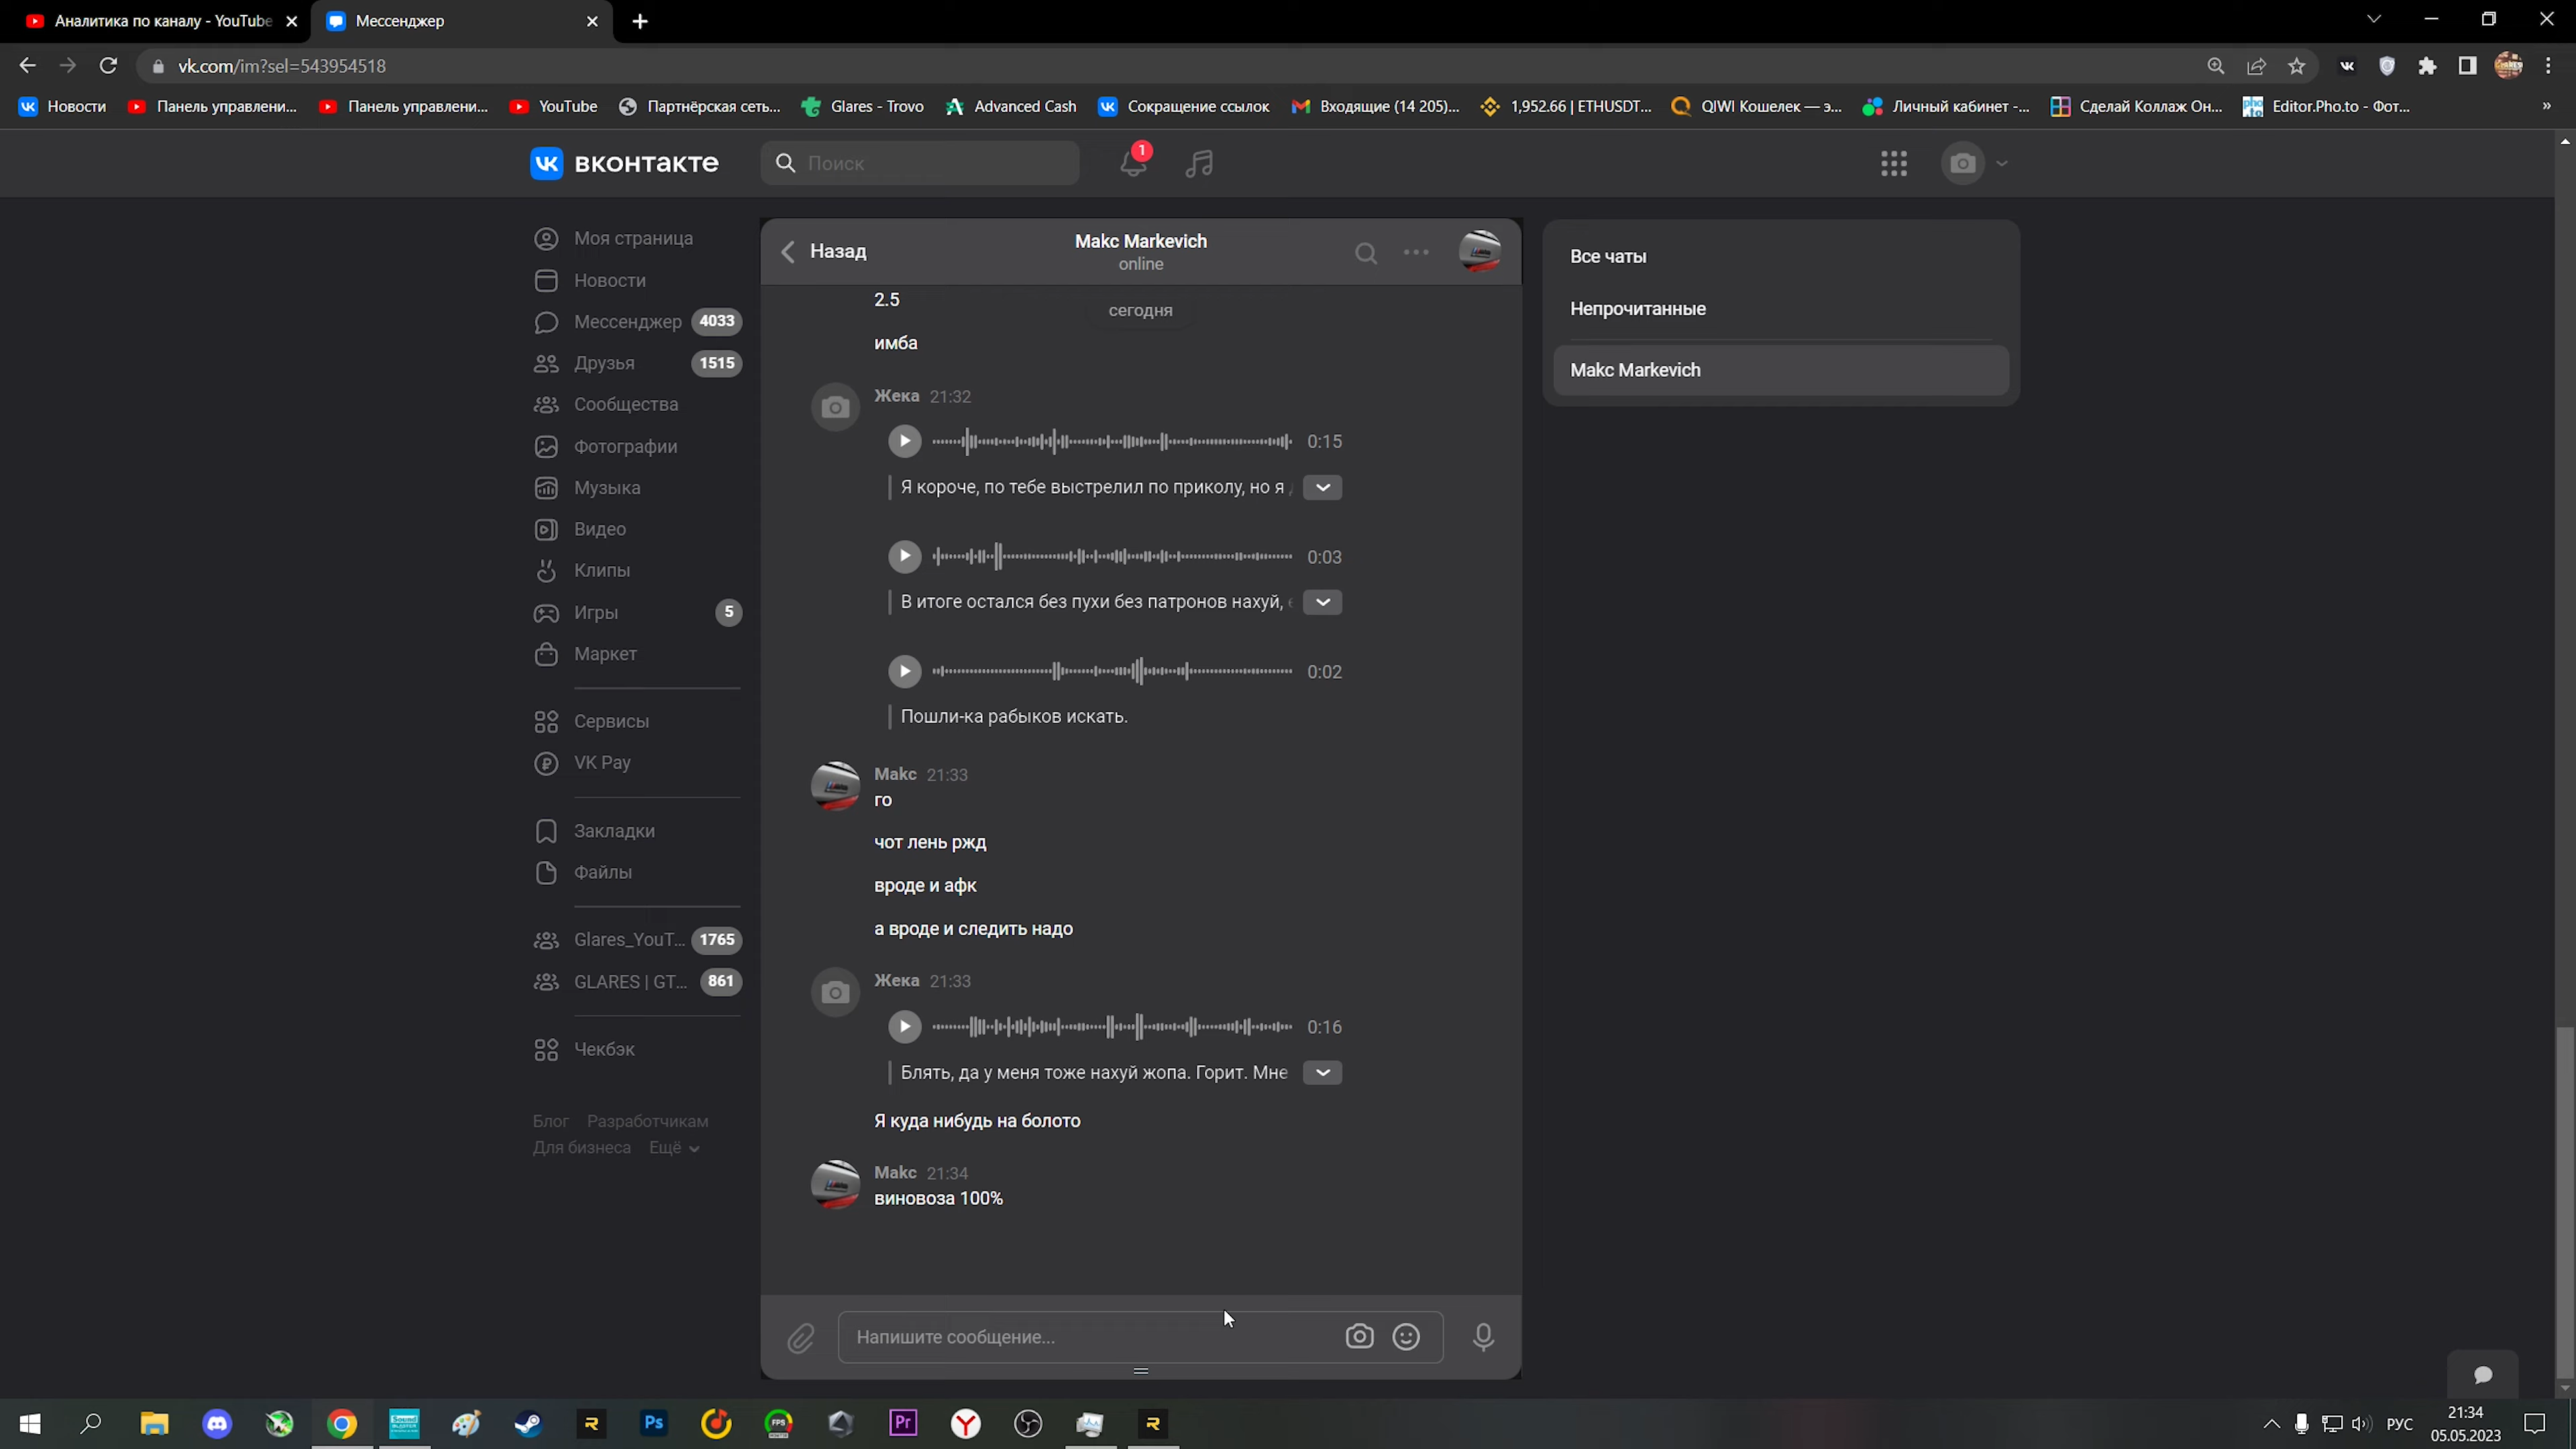 Аналитика по каналу - YouTube
Мессенджер
vk.com/im?sel=543954518
Новости
Панель управлени...
Панель управлени...
YouTube
Партнёрская сеть...
Glares - Trovo
Advanced Cash
Сокращение ссылок
Входящие (14 205)...
1,952.66 | ETHUSDT...
QIWI Кошелек — э...
Личный кабинет -...
Сделай Коллаж Он...
Editor.Pho.to - Фот...
»
ВКОНТАКТЕ
Поиск
1
Моя страница
Новости
Мессенджер 4033
Друзья 1515
Сообщества
Фотографии
Музыка
Видео
Клипы
Игры 5
Маркет
Сервисы
VK Pay
Закладки
Файлы
Glares_YouT... 1765
GLARES | GT... 861
Чекбэк
Блог Разработчикам
Для бизнеса Ещё
Назад
Макс Markevich
online
2.5
сегодня
имба
Жека 21:32
0:15
Я короче, по тебе выстрелил по приколу, но я
0:03
В итоге остался без пухи без патронов нахуй,
0:02
Пошли-ка рабыков искать.
Макс 21:33
го
чот лень ржд
вроде и афк
а вроде и следить надо
Жека 21:33
0:16
Блять, да у меня тоже нахуй жопа. Горит. Мне
Я куда нибудь на болото
Макс 21:34
виновоза 100%
Напишите сообщение...
Все чаты
Непрочитанные
Макс Markevich
РУС
21:34
05.05.2023